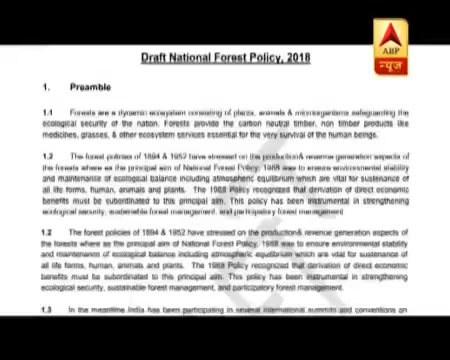 ABP
न्यूज़
Draft National Forest Policy, 2018
1. Preamble
1.1 Forests are a dynamic ecosystem consisting of plants, animals & microorganisms safeguarding the
ecological security of the nation. Forests provide the carbon neutral timber, non timber products like
medicines, grasses, & other ecosystem services essential for the very survival of the human beings.
1.2 The forest policies of 1894 & 1952 have stressed on the production& revenue generation aspects of
the forests where as the principal aim of National Forest Policy, 1988 was to ensure environmental stability
and maintenance of ecological balance including atmospheric equilibrium which are vital for sustenance of
all life forms, human, animals and plants. The 1988 Policy recognized that derivation of direct economic
benefits must be subordinated to this principal aim. This policy has been instrumental in strengthening
ecological security, sustainable forest management, and participatory forest management
1.2 The forest policies of 1894 & 1952 have stressed on the production& revenue generation aspects of
the forests where as the principal aim of National Forest Policy, 1988 was to ensure environmental stability
and maintenance of ecological balance including atmospheric equilibrium which are vital for sustenance of
all life forms, human, animals and plants. The 1988 Policy recognized that derivation of direct economic
benefits must be subordinated to this principal aim. This policy has been instrumental in strengthening
ecological security, sustainable forest management, and participatory forest management.
1.3 In the meantime India has been participating in several international summits and conventions on